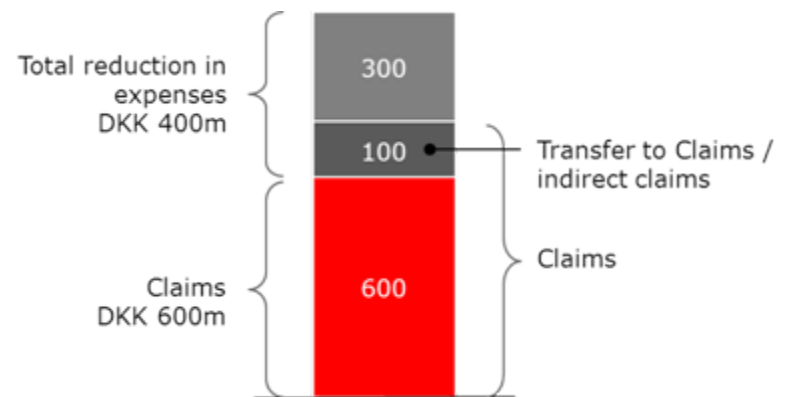 Total reduction in
expenses
DKK 400m
300
100
Transfer to Claims /
indirect claims
Claims
Claims
DKK 600m
600